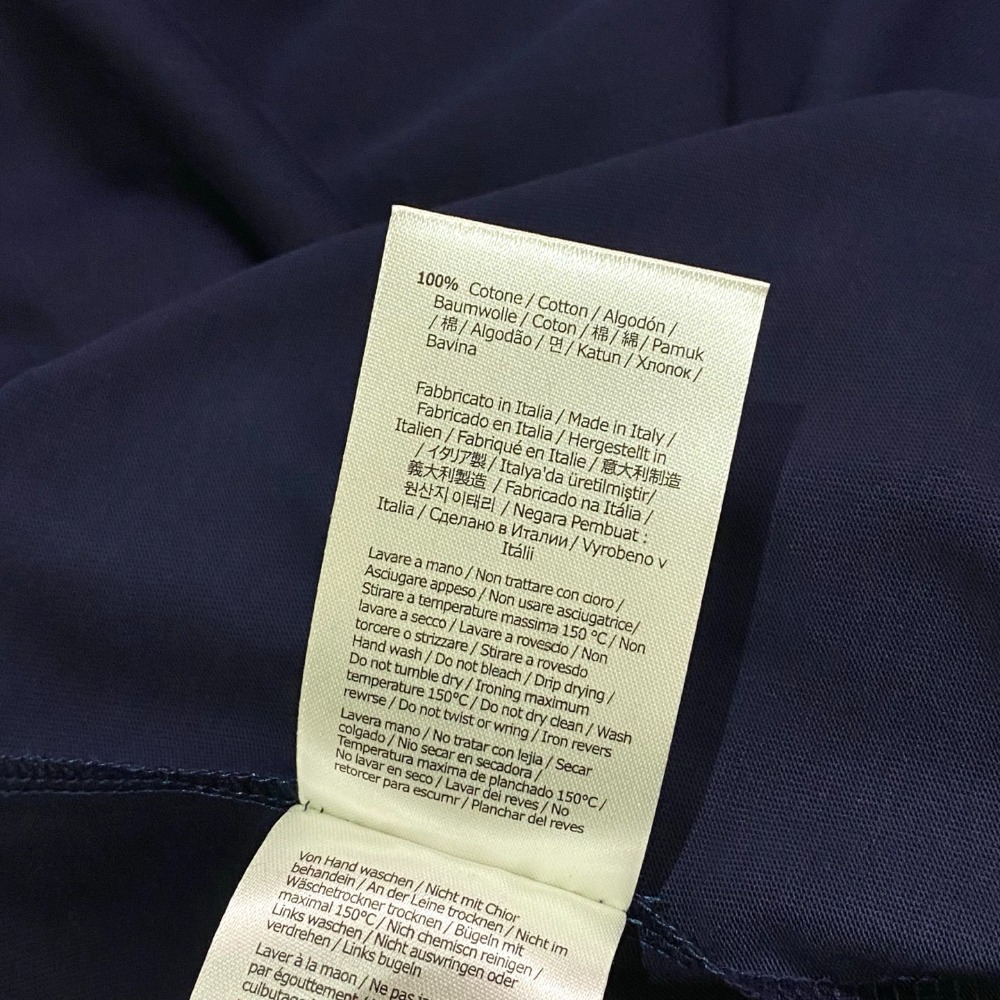 100% Cotone / Cotton / Algodón /
Baumwolle / Coton / 棉 / 綿 / Pamuk
/ 棉 / Algodão / 면 / Katun / Хлопок /
Bavina
Fabbricato in Italia / Made in Italy /
Fabricado en Italia / Hergestellt in
Italien / Fabriqué en Italie / 意大利制造
/ イタリア製 / Italya'da üretilmiştir/
義大利製造 / Fabricado na Itália /
원산지 이태리 / Negara Pembuat :
Italia / Сделано в Италии / Vyrobeno v
Itálii
Lavare a mano / Non trattare con cloro /
Asciugare appeso / Non usare asciugatrice/
Stirare a temperature massima 150 °C / Non
lavare a secco / Lavare a rovescio / Non
torcere o strizzare / Stirare a rovesdo
Hand wash / Do not bleach / Drip drying /
Do not tumble dry / Ironing maximum
temperature 150°C / Do not dry clean / Wash
rewrse / Do not twist or wring / Iron revers
Lavera mano / No tratar con lejia / Secar
colgado / Nio secar en secadora /
Temperatura maxima de planchado 150°C /
No lavar en seco / Lavar dei reves / No
retorcer para escurnr / Planchar del reves
Von Hand waschen / Nicht mit Chior
behandein / An der Leine trocknen / Nicht im
Wäschetrockner trocknen / Bügeln mit
maximal 150°C / Nich chemiscn reinigen /
Links waschen / Nicht auswringen oder
verdrehen / Links bugeln
Laver à la maon / Ne pas
par égouttement /